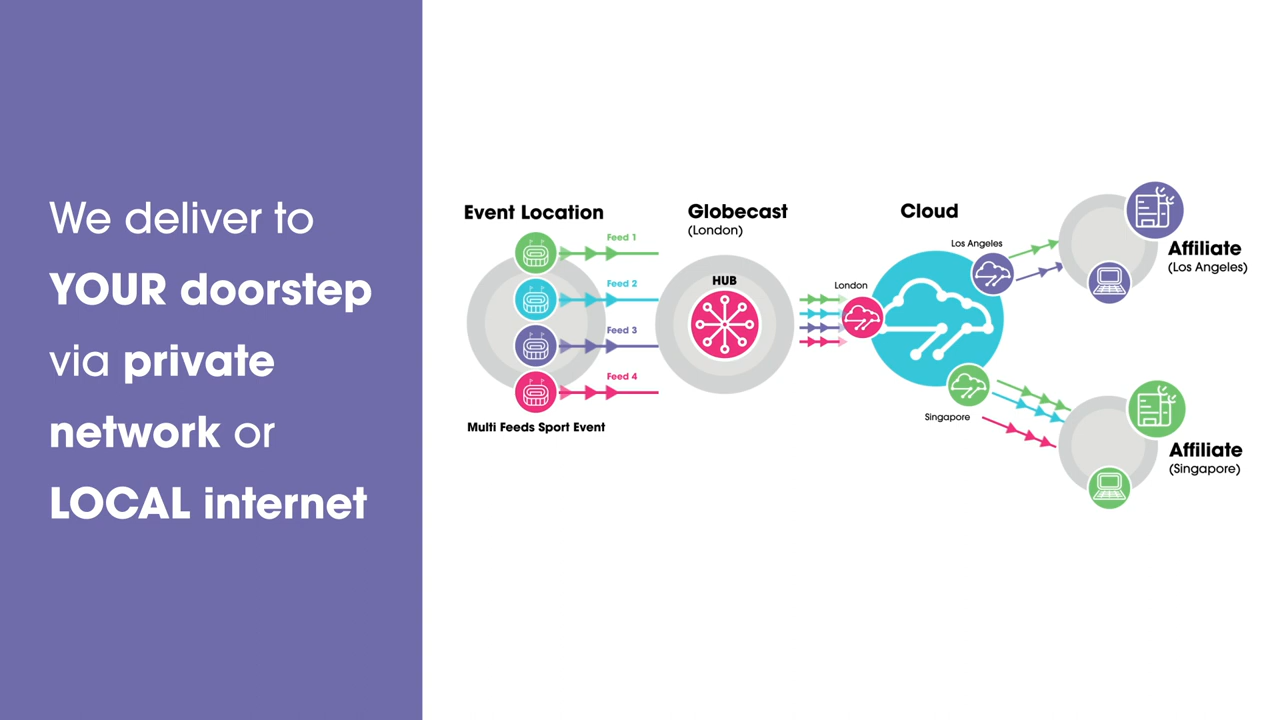 We deliver to
YOUR doorstep
via private
network or
LOCAL internet
Event Location
Feed 1
Feed 2
Feed 3
Feed 4
Multi Feeds Sport Event
Globecast
(London)
HUB
Cloud
London
Los Angeles
Singapore
Affiliate
(Los Angeles)
Affiliate
(Singapore)